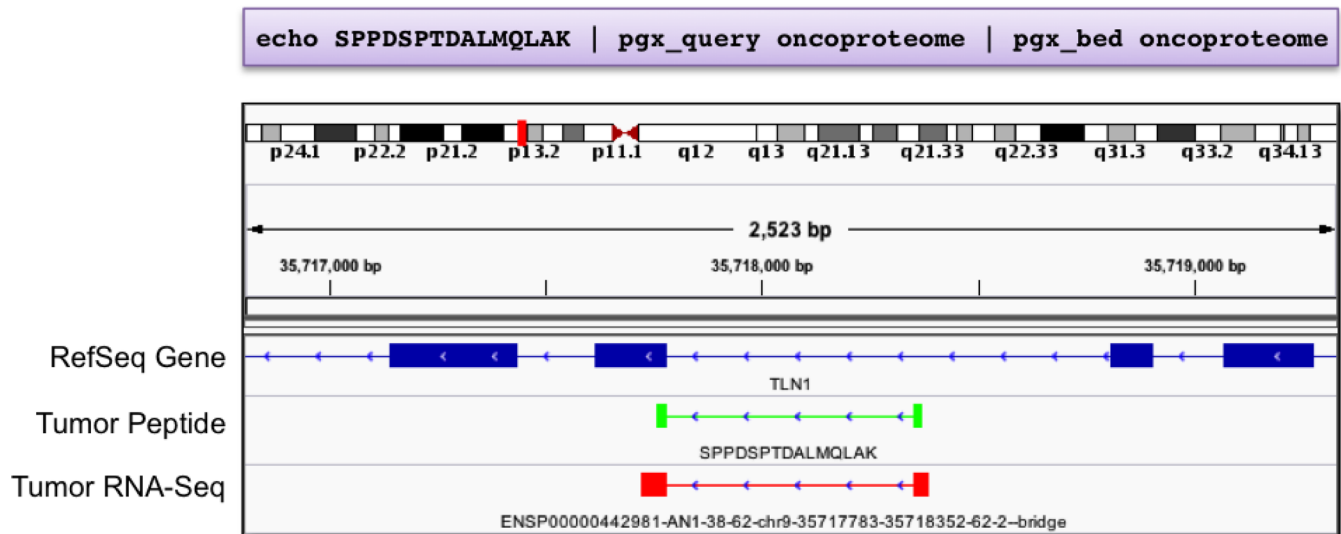 echo SPPDSPTDALMQLAK | pgx_query oncoproteome | pgx_bed oncoproteome
p24.1 p22.2 p21.2 p13.2 p11.1 q12 q13 q21.13 q21.33 q22.33 q31.3 q33.2 q34.13
2,523 bp
35,717,000 bp 35,718,000 bp 35,719,000 bp
RefSeq Gene
TLN1
Tumor Peptide
SPPDSPTDALMQLAK
Tumor RNA-Seq
ENSP00000442981-AN1-38-62-chr9-35717783-35718352-62-2--bridge